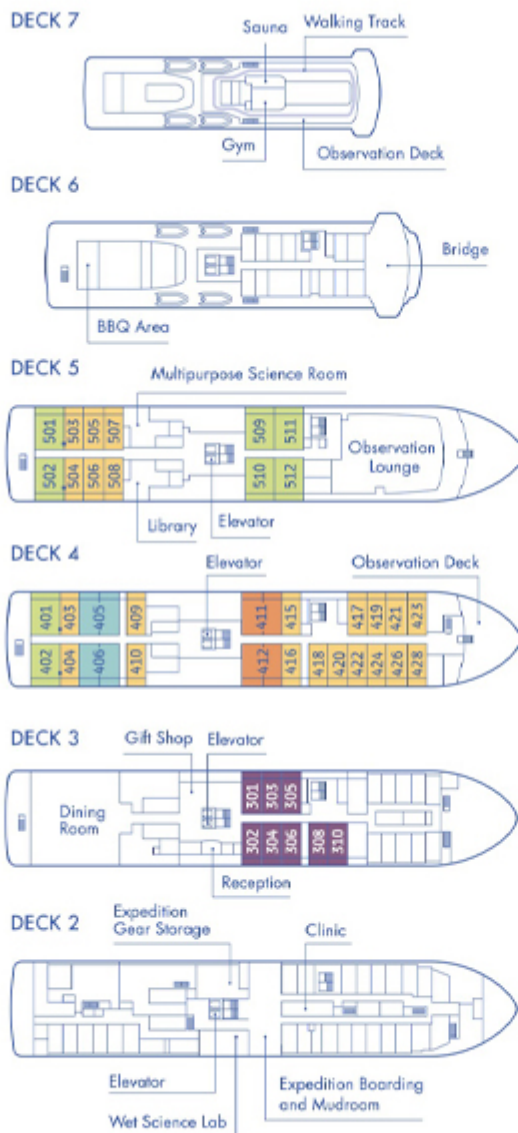 DECK 7
Sauna
Walking Track
Gym
Observation Deck
DECK 6
Bridge
BBQ Area
DECK 5
Multipurpose Science Room
501 503 505 507 509 511
Observation
Lounge
502 504 506 508 510 512
Library
Elevator
DECK 4
Elevator
Observation Deck
401 403 405 409 411 415 417 419 421 423
402 404 406 410 412 416 418 420 422 424 426 428
DECK 3
Gift Shop
Elevator
301 303 305
Dining
Room
302 304 306 308 310
Reception
DECK 2
Expedition
Gear Storage
Clinic
Elevator
Expedition Boarding
and Mudroom
Wet Science Lab